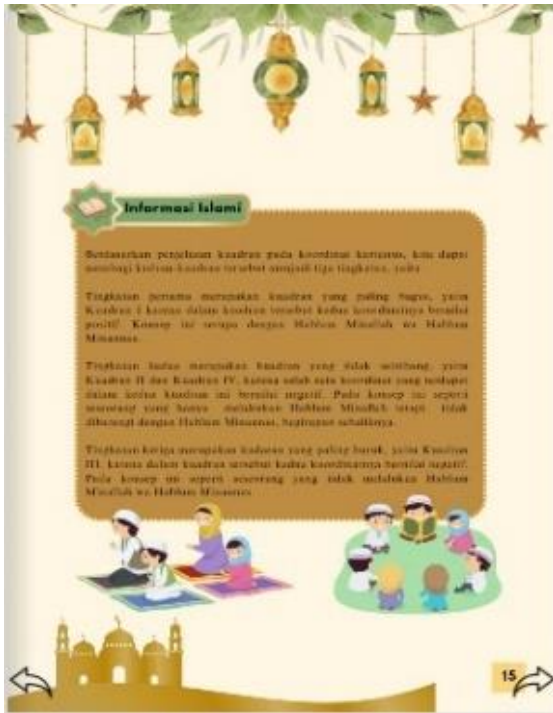 Informasi Islami
Berdasarkan penjelasan kuadran pada koordinat kartesius, kita dapat
membagi kuadran-kuadran tersebut menjadi tiga tingkatan, yaitu
Tingkatan pertama merupakan kuadran yang paling bagus, yaitu
Kuadran I karena dalam kuadran tersebut kedua koordinatnya bernilai
positif. Konsep ini serupa dengan Hablum Minallah wa Hablum
Minannas.
Tingkatan kedua merupakan kuadran yang tidak seimbang, yaitu
Kuadran II dan Kuadran IV, karena salah satu koordinat yang terdapat
dalam kedua kuadran ini bernilai negatif. Pada konsep ini seperti
seseorang yang hanya melakukan Hablum Minallah tetapi tidak
dibarengi dengan Hablum Minannas, begitupun sebaliknya.
Tingkatan ketiga merupakan yang paling buruk, yaitu Kuadran
III, karena dalam kuadran tersebut kedua koordinatnya bernilai negatif.
Pada konsep ini seperti seseorang yang tidak melakukan Hablum
Minallah wa Hablum Minannas
15